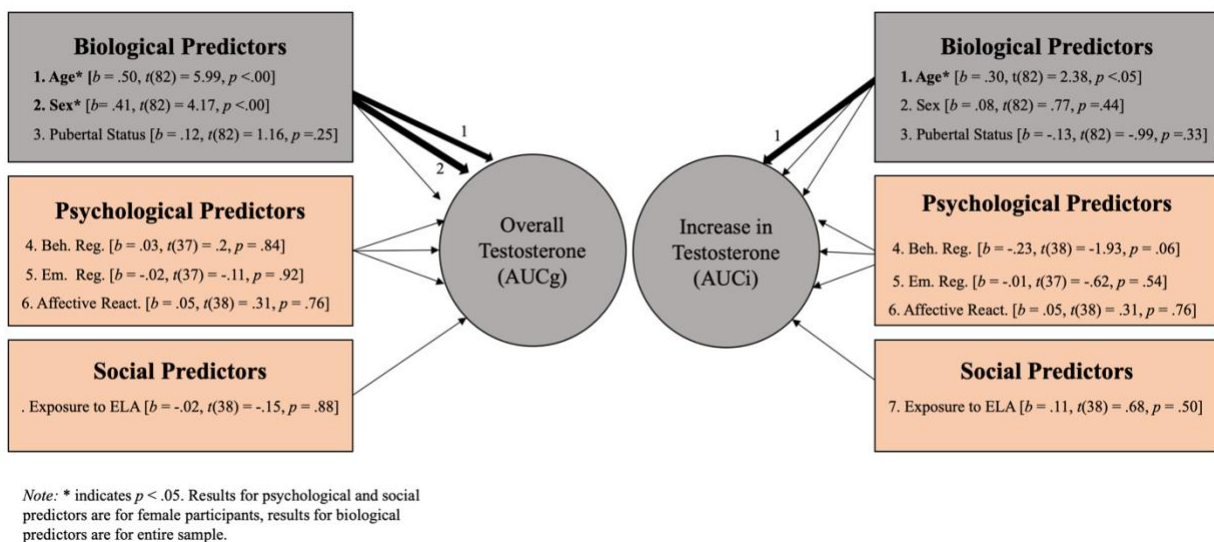 Biological Predictors
1. Age* [b = .50, t(82) = 5.99, p <.00]
2. Sex* [b= .41, t(82) = 4.17, p <.00]
3. Pubertal Status [b = .12, t(82) = 1.16, p =.25]
Psychological Predictors
4. Beh. Reg. [b = .03, t(37) = .2, p = .84]
5. Em. Reg. [b = -.02, t(37) = -.11, p = .92]
6. Affective React. [b = .05, t(38) = .31, p = .76]
Social Predictors
. Exposure to ELA [b = -.02, t(38) = -.15, p = .88]
1
2
Overall
Testosterone
(AUCg)
Increase in
Testosterone
(AUCi)
1
Biological Predictors
1. Age* [b = .30, t(82) = 2.38, p <.05]
2. Sex [b = .08, t(82) = .77, p =.44]
3. Pubertal Status [b = -.13, t(82) = -.99, p = .33]
Psychological Predictors
4. Beh. Reg. [b = -.23, t(38) = -1.93, p = .06]
5. Em. Reg. [b = -.01, t(37) = -.62, p = .54]
6. Affective React. [b = .05, t(38) = .31, p = .76]
Social Predictors
7. Exposure to ELA [b = .11, t(38) = .68, p = .50]
Note: * indicates p < .05. Results for psychological and social
predictors are for female participants, results for biological
predictors are for entire sample.